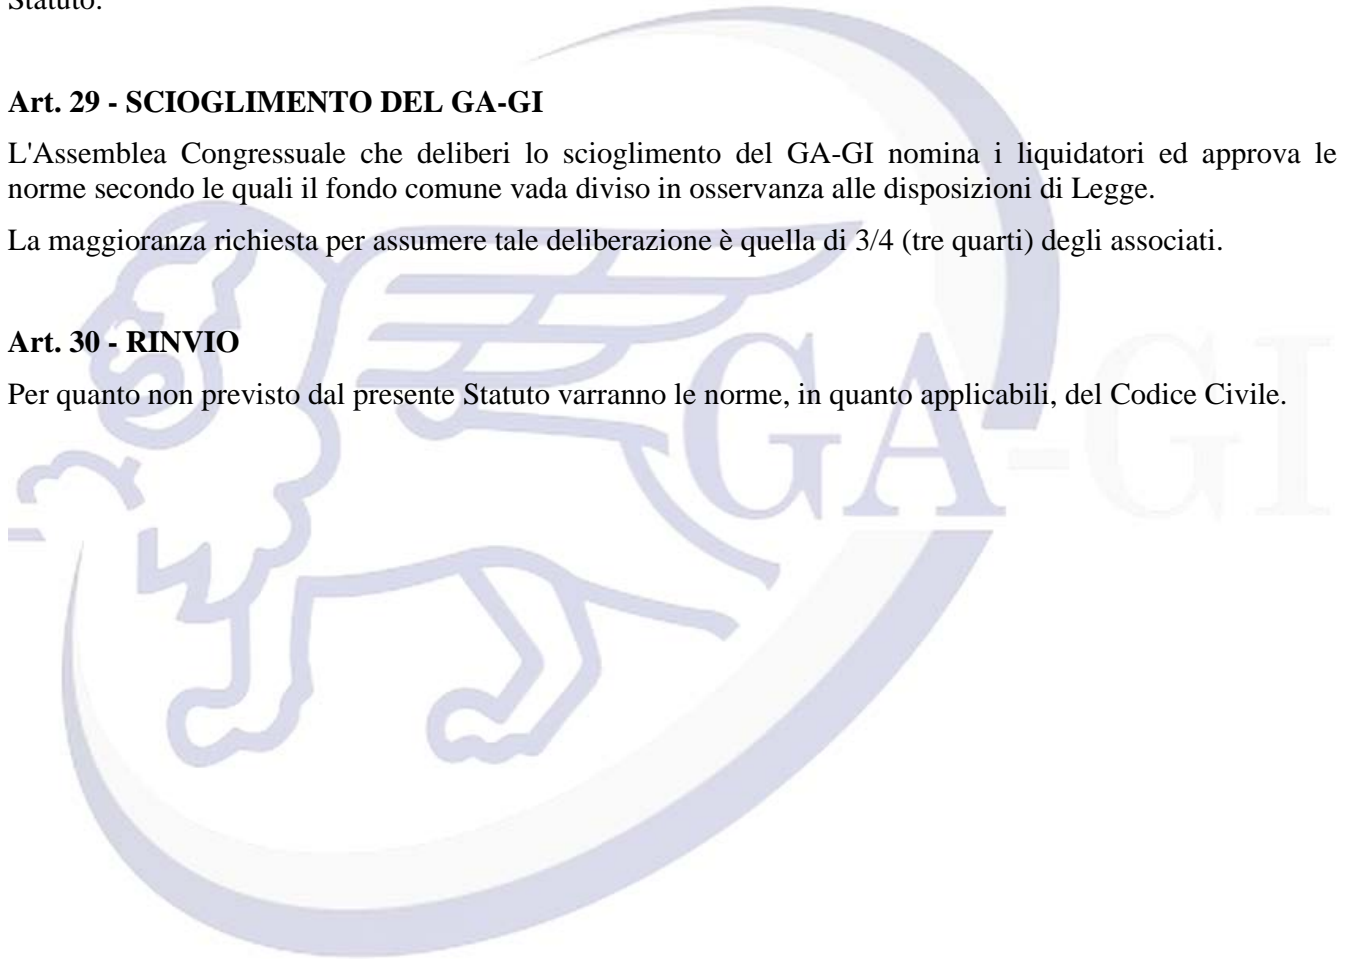 Statuto.
Art. 29 - SCIOGLIMENTO DEL GA-GI
L'Assemblea Congressuale che deliberi lo scioglimento del GA-GI nomina i liquidatori ed approva le
norme secondo le quali il fondo comune vada diviso in osservanza alle disposizioni di Legge.
La maggioranza richiesta per assumere tale deliberazione è quella di 3/4 (tre quarti) degli associati.
Art. 30 - RINVIO
Per quanto non previsto dal presente Statuto varranno le norme, in quanto applicabili, del Codice Civile.
GA-GI